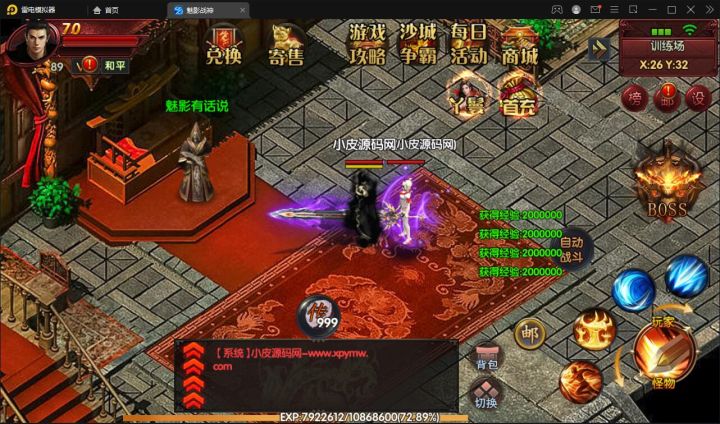 雷电模拟器
首页
魅影战神
70
89
和平
兑换
寄售
游戏
攻略
沙城
争霸
每日
活动
商城
丫鬟
首充
训练场
X:26 Y:32
榜
邮
设
魅影有话说
小皮源码网(小皮源码网)
BOSS
获得经验:2000000
获得经验:2000000
获得经验:2000000
获得经验:2000000
自动
战斗
传
999
邮
玩家
怪物
背包
切换
【系统】小皮源码网-www.xpymw.
com
EXP:7922612/10868600(72.89%)